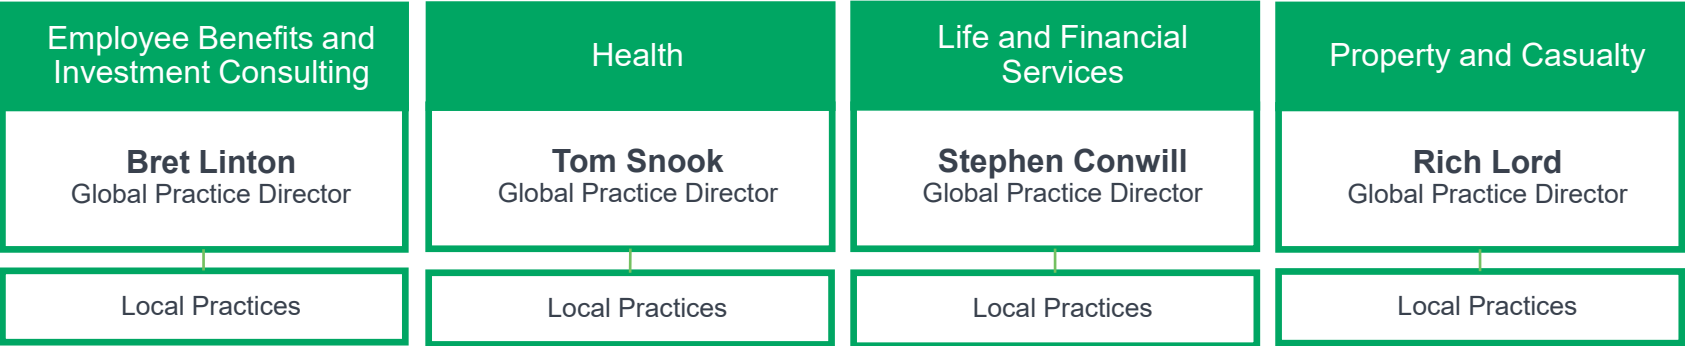 Employee Benefits and
Investment Consulting
Bret Linton
Global Practice Director
Local Practices
Health
Tom Snook
Global Practice Director
Local Practices
Life and Financial
Services
Stephen Conwill
Global Practice Director
Local Practices
Property and Casualty
Rich Lord
Global Practice Director
Local Practices